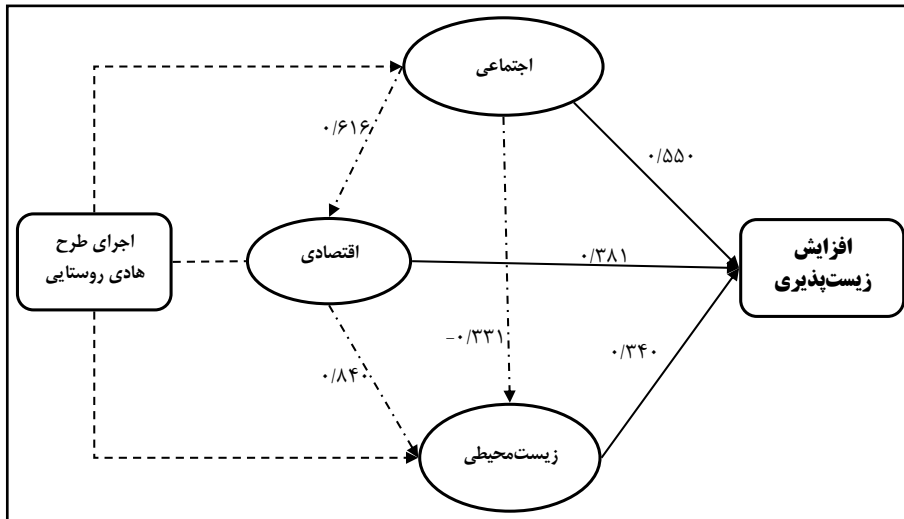 اجتماعی
۰/۶۱۶
۰/۵۵۰
اجرای طرح
هادی روستایی
اقتصادی
۰/۳۸۱
افزایش
زیست‌پذیری
-۰/۳۳۱
۰/۳۴۰
۰/۸۴۰
زیست‌محیطی